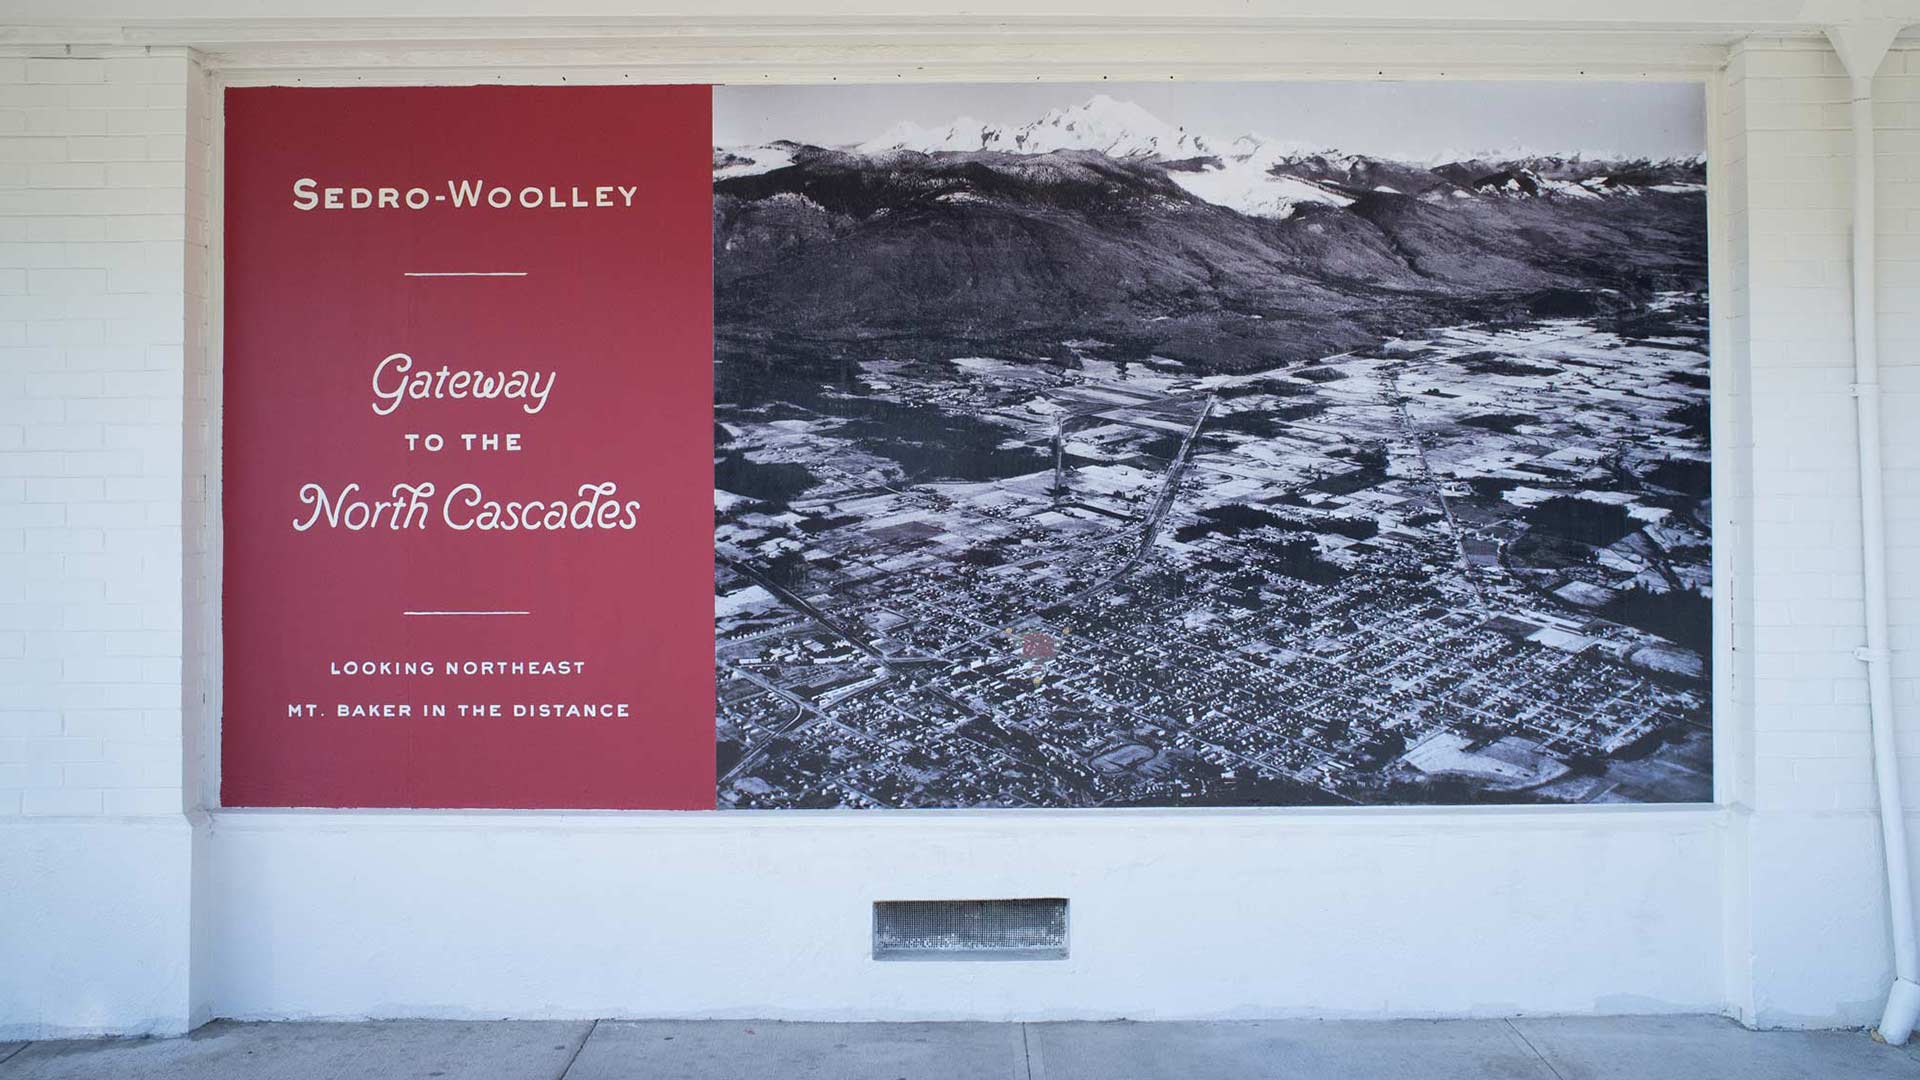 SEDRO-WOOLLEY
Gateway
TO THE
North Cascades
LOOKING NORTHEAST
MT. BAKER IN THE DISTANCE